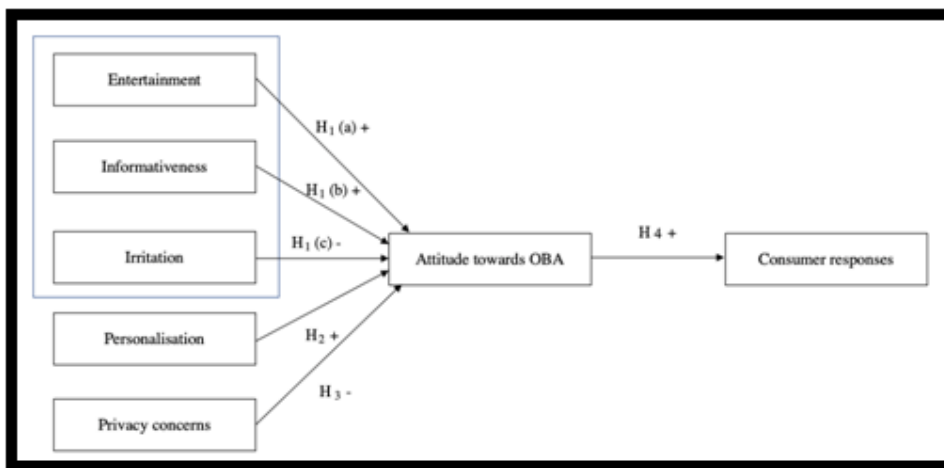 Entertainment
H1 (a) +
Informativeness
H1 (b) +
H1 (c) -
Irritation
H 4 +
Attitude towards OBA
Consumer responses
Personalisation
H2 +
H 3 -
Privacy concerns